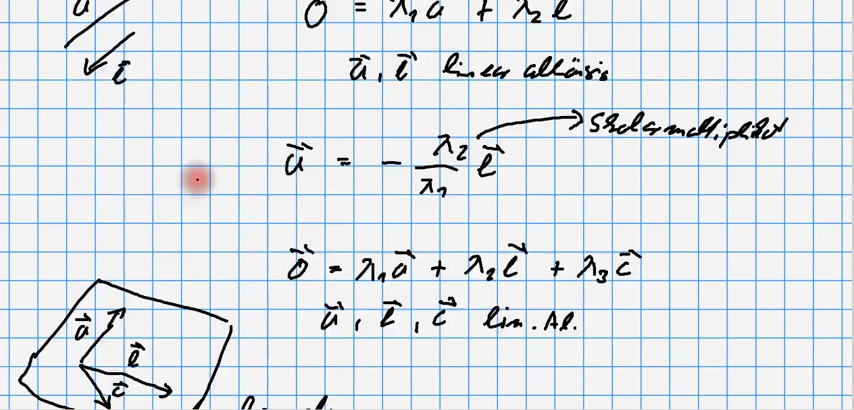 a⃗
b⃗
0 = λ₁a + λ₂b
a⃗, b⃗ linear abhängig
a⃗ = - λ₂/λ₁ b⃗ → Skalarmultiplikat
0⃗ = λ₁a⃗ + λ₂b⃗ + λ₃c⃗
a⃗, b⃗, c⃗ lin. Ab.
a⃗
b⃗
c⃗